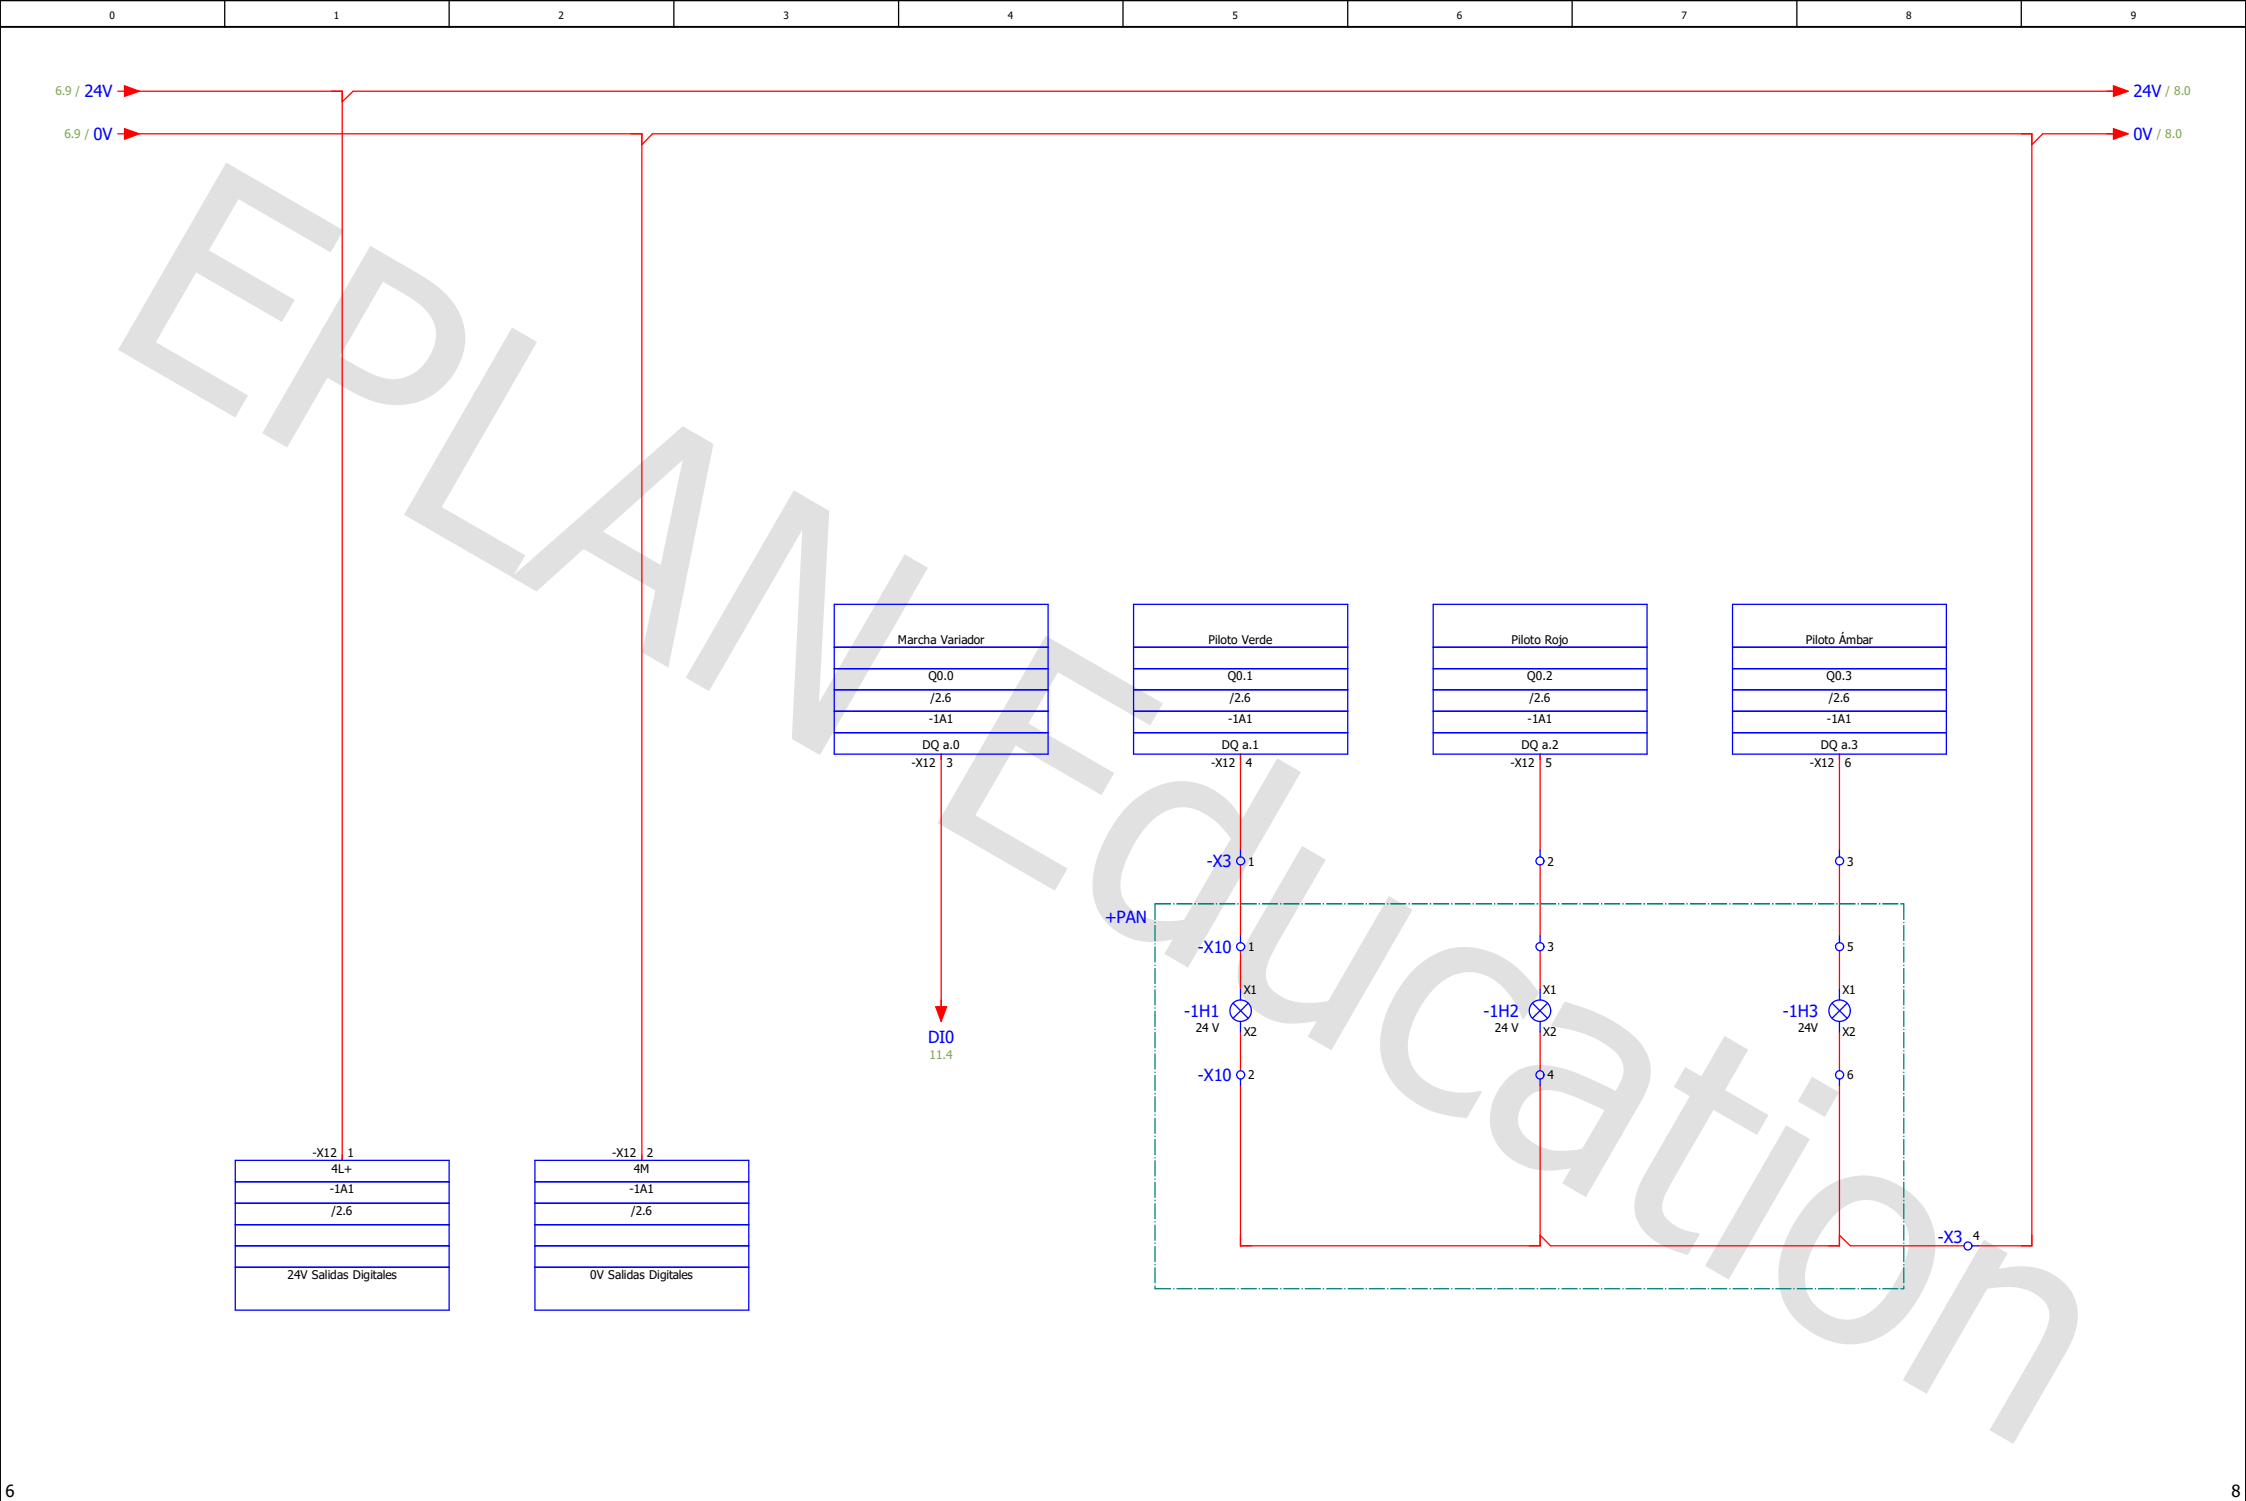 0 1 2 3 4 5 6 7 8 9
6.9 / 24V
24V / 8.0
6.9 / 0V
0V / 8.0
EPLAN Education
Marcha Variador
Q0.0
/2.6
-1A1
DQ a.0
-X12 3
Piloto Verde
Q0.1
/2.6
-1A1
DQ a.1
-X12 4
Piloto Rojo
Q0.2
/2.6
-1A1
DQ a.2
-X12 5
Piloto Ámbar
Q0.3
/2.6
-1A1
DQ a.3
-X12 6
-X3 1
2
3
+PAN
-X10 1
3
5
X1
X1
X1
-1H1
24 V
X2
-1H2
24 V
X2
-1H3
24V
X2
DI0
11.4
-X10 2
4
6
-X3 4
-X12 1
4L+
-1A1
/2.6
24V Salidas Digitales
-X12 2
4M
-1A1
/2.6
0V Salidas Digitales
6
8